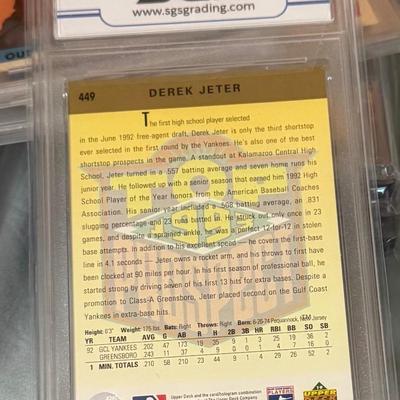 www.sgsgrading.com
449 DEREK JETER
The first high school player selected
in the June 1992 free-agent draft, Derek Jeter is only the third shortstop
ever selected in the first round by the Yankees. He's also one of the best
shortstop prospects in the game. A standout at Kalamazoo Central High
School, Jeter turned in a .557 batting average and seven home runs his
junior year. He followed up with a senior season that earned him 1992 High
School Player of the Year honors from the American Baseball Coaches
Association. His senior year included a .508 batting average, a .831
slugging percentage and 23 runs batted in. He struck out only once in 23
games, and despite a sprained ankle, was a perfect 12-for-12 in stolen
base attempts. In addition to his excellent speed — he covers the first-base
line in 4.1 seconds — Jeter owns a rocket arm, and his throws to first have
been clocked at 90 miles per hour. In his first season of professional ball, he
started strong by driving seven of his first 13 hits for extra bases. Despite a
promotion to Class-A Greensboro, Jeter placed second on the Gulf Coast
Yankees in extra-base hits.
Height: 6'3" Weight: 175 lbs. Bats: Right Throws: Right Born: 6-26-74 Pequannock, New Jersey
YR TEAM AVG G AB R H 2B 3B HR RBI BB SO SB
92 GCL YANKEES 202 47 173 19 35 10 1 3 25 19 36 2
GREENSBORO 243 11 37 4 9 0 0 1 4 7 16 0
1 MIN. TOTALS 210 58 210 23 44 10 1 4 29 26 52 2
Upper Deck and the card/hologram combination
PLAYERS
UPPER DECK